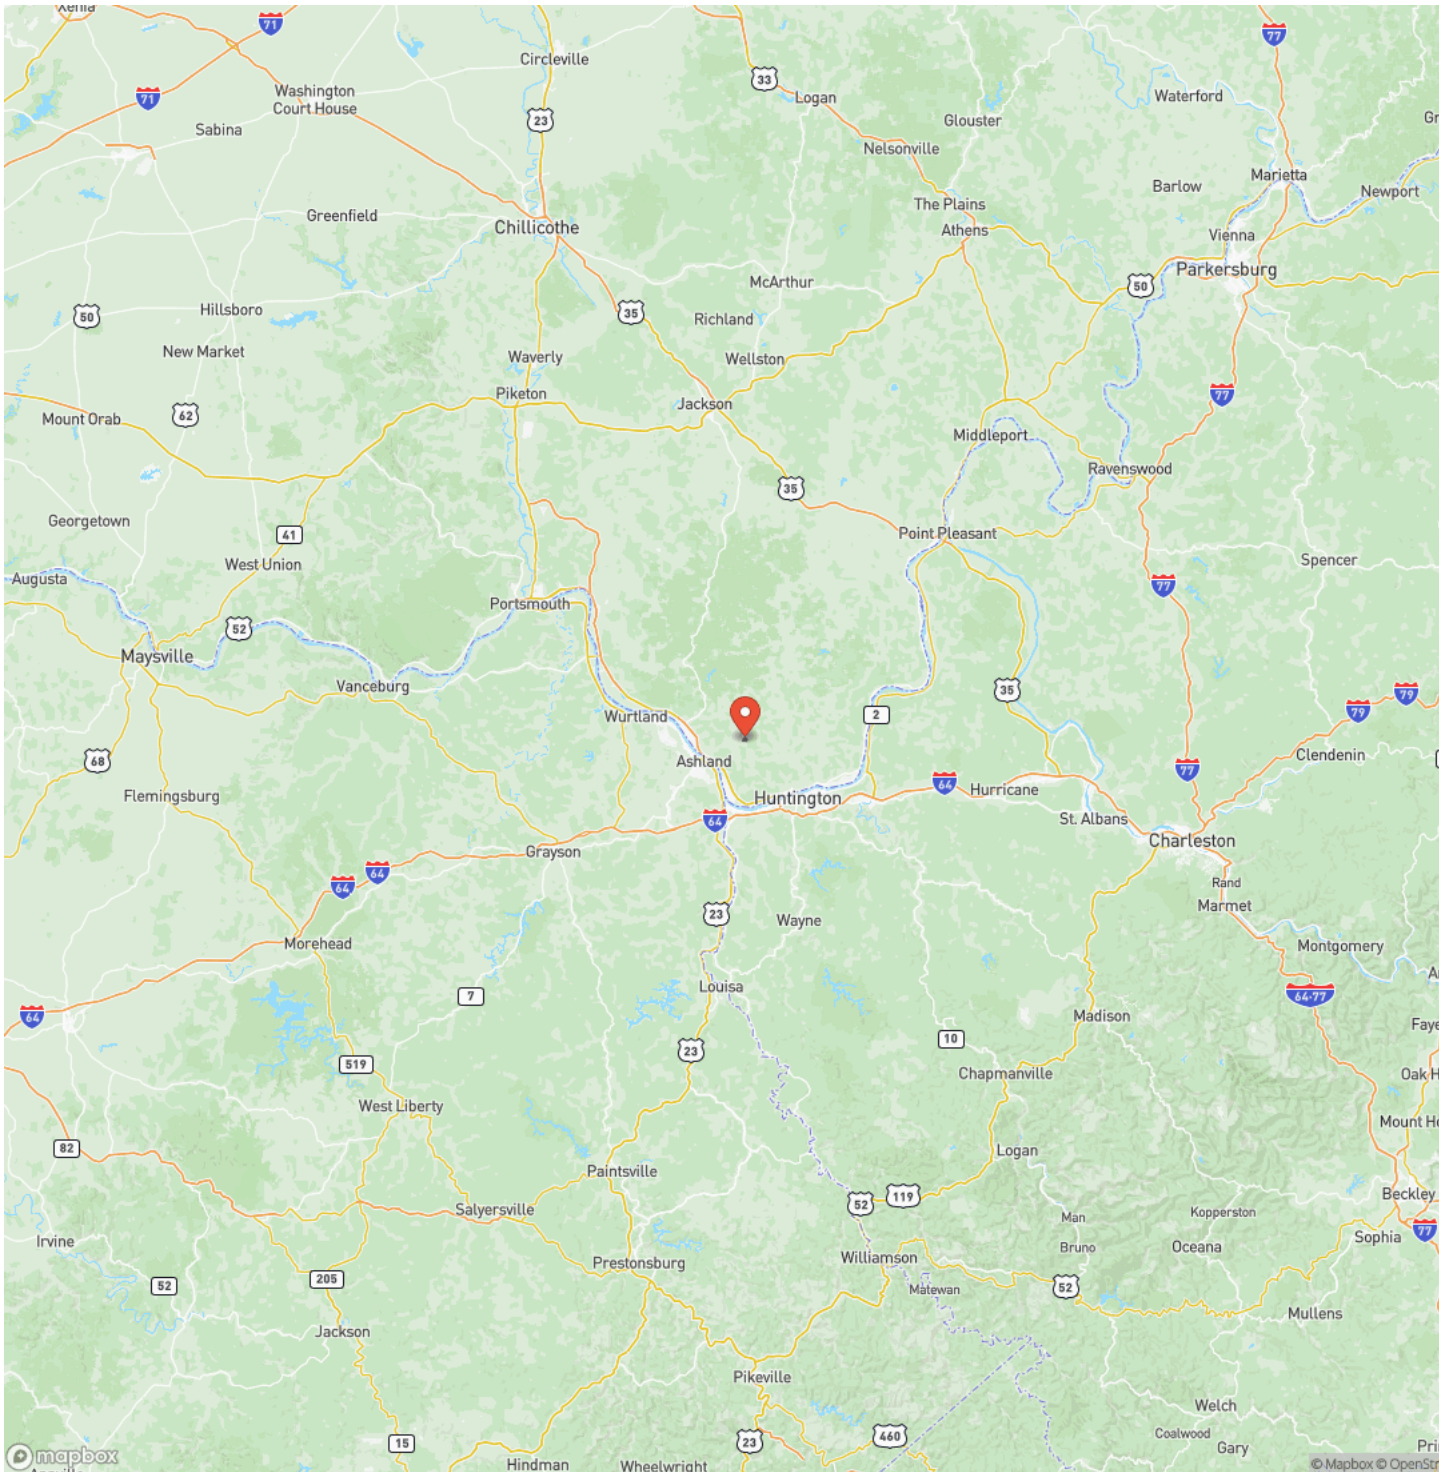 Xenia
71
Circleville
33
77
Washington
Court House
71
Logan
Waterford
23
Sabina
Glouster
Gr
Nelsonville
Marietta
Barlow
Newport
The Plains
Greenfield
Chillicothe
Athens
Vienna
Parkersburg
McArthur
50
Hillsboro
50
35
Richland
New Market
Waverly
Wellston
Piketon
77
Jackson
62
Mount Orab
Middleport
Ravenswood
35
Georgetown
41
Point Pleasant
Spencer
West Union
Augusta
77
Portsmouth
52
Maysville
Vanceburg
35
79
79
Wurtland
2
68
Ashland
Clendenin
77
64
Hurricane
Flemingsburg
Huntington
64
St. Albans
Charleston
Grayson
64
64
Rand
Marmet
23
Wayne
Morehead
Montgomery
A
Louisa
7
64-77
64
Madison
Faye
10
23
519
Chapmanville
Oak H
West Liberty
Mount Ho
82
Logan
Paintsville
Beckley
119
52
Salyersville
Kopperston
Man
77
Sophia
Irvine
Bruno
Oceana
Williamson
Prestonsburg
205
52
Matewan
52
Mullens
Jackson
Pikeville
Welch
Coalwood
Gary
460
23
15
Pri
mapbox
Hindman
Wheelwright
© Mapbox © OpenStr